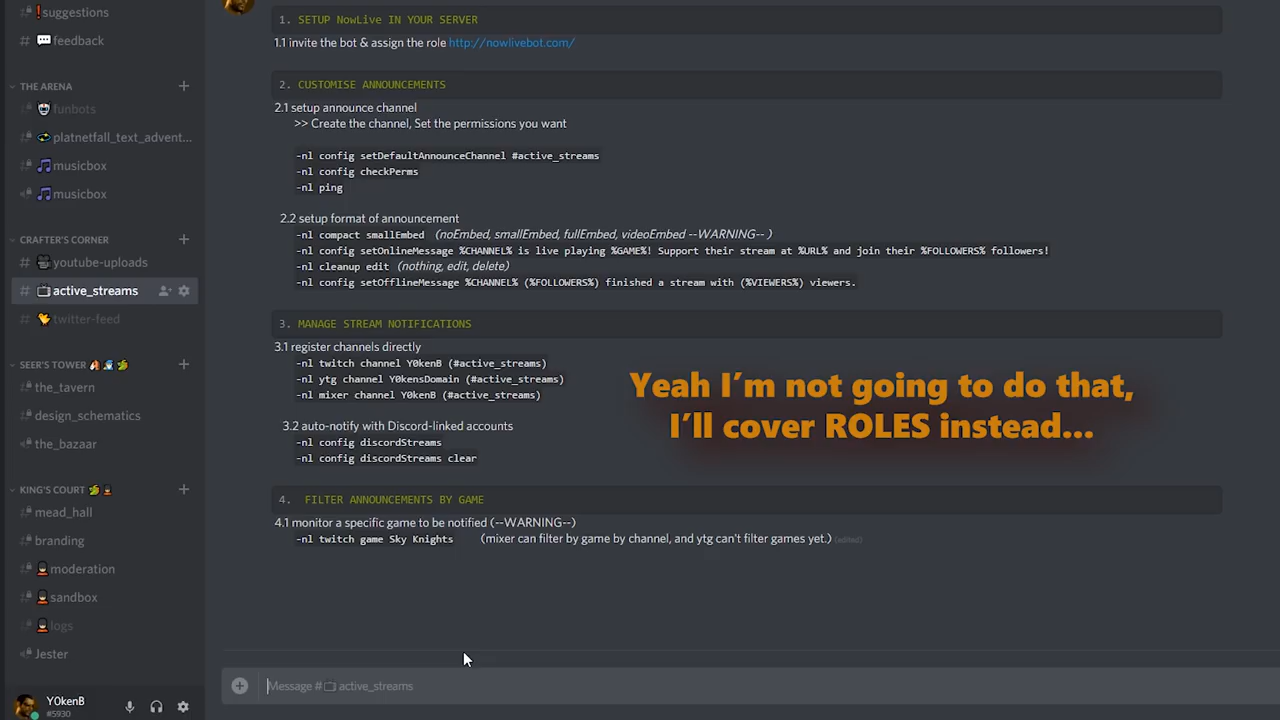 ❗suggestions
💬feedback
THE ARENA
funbots
platnetfall_text_advent...
musicbox
musicbox
CRAFTER'S CORNER
youtube-uploads
active_streams
twitter-feed
SEER'S TOWER
the_tavern
design_schematics
the_bazaar
KING'S COURT
mead_hall
branding
moderation
sandbox
logs
Jester
Y0kenB
#5930
1. SETUP NowLive IN YOUR SERVER
1.1 invite the bot & assign the role http://nowlivebot.com/
2. CUSTOMISE ANNOUNCEMENTS
2.1 setup announce channel
>> Create the channel, Set the permissions you want
-nl config setDefaultAnnounceChannel #active_streams
-nl config checkPerms
-nl ping
2.2 setup format of announcement
-nl compact smallEmbed (noEmbed, smallEmbed, fullEmbed, videoEmbed --WARNING-- )
-nl config setOnlineMessage %CHANNEL% is live playing %GAME%! Support their stream at %URL% and join their %FOLLOWERS% followers!
-nl cleanup edit (nothing, edit, delete)
-nl config setOfflineMessage %CHANNEL% (%FOLLOWERS%) finished a stream with (%VIEWERS%) viewers.
3. MANAGE STREAM NOTIFICATIONS
3.1 register channels directly
-nl twitch channel Y0kenB (#active_streams)
-nl ytg channel Y0kensDomain (#active_streams)
-nl mixer channel Y0kenB (#active_streams)
3.2 auto-notify with Discord-linked accounts
-nl config discordStreams
-nl config discordStreams clear
4. FILTER ANNOUNCEMENTS BY GAME
4.1 monitor a specific game to be notified (--WARNING--)
-nl twitch game Sky Knights (mixer can filter by game by channel, and ytg can't filter games yet.) (edited)
Yeah I'm not going to do that,
I'll cover ROLES instead...
Message #active_streams